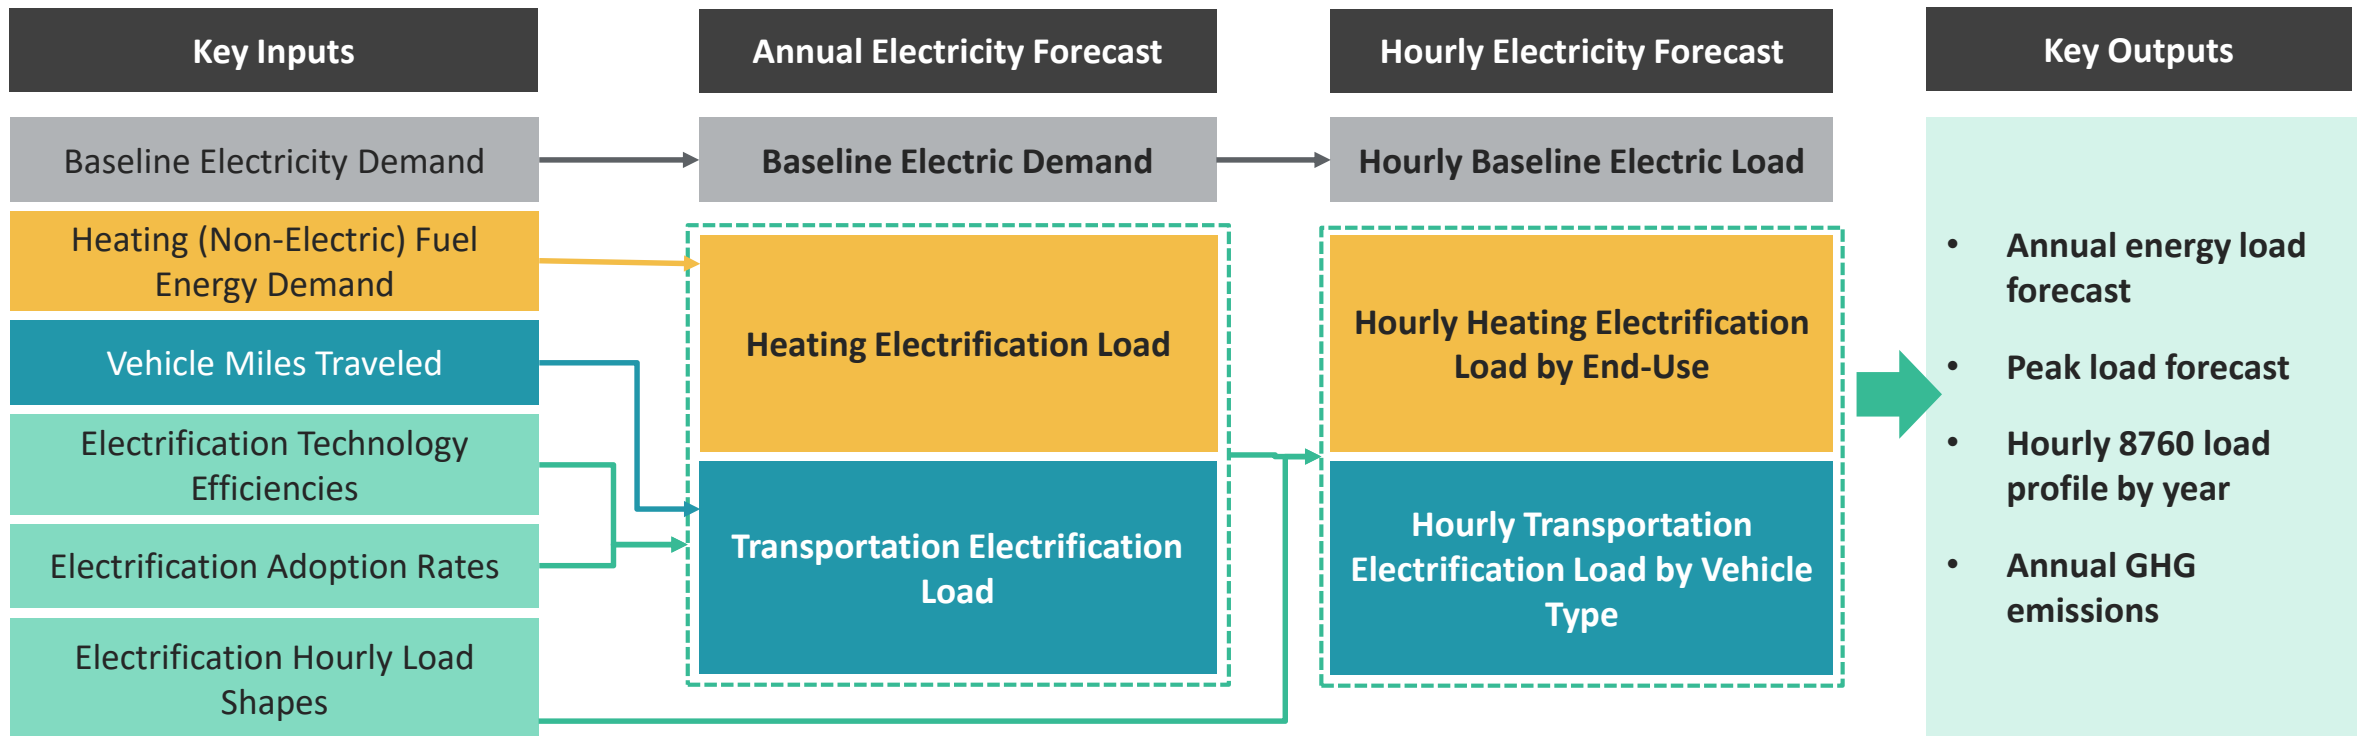 Key Inputs
Annual Electricity Forecast
Hourly Electricity Forecast
Key Outputs
Baseline Electricity Demand
Heating (Non-Electric) Fuel
Energy Demand
Vehicle Miles Traveled
Electrification Technology
Efficiencies
Electrification Adoption Rates
Electrification Hourly Load
Shapes
Baseline Electric Demand
Heating Electrification Load
Transportation Electrification
Load
Hourly Baseline Electric Load
Hourly Heating Electrification
Load by End-Use
Hourly Transportation
Electrification Load by Vehicle
Type
• Annual energy load
forecast
• Peak load forecast
• Hourly 8760 load
profile by year
• Annual GHG
emissions